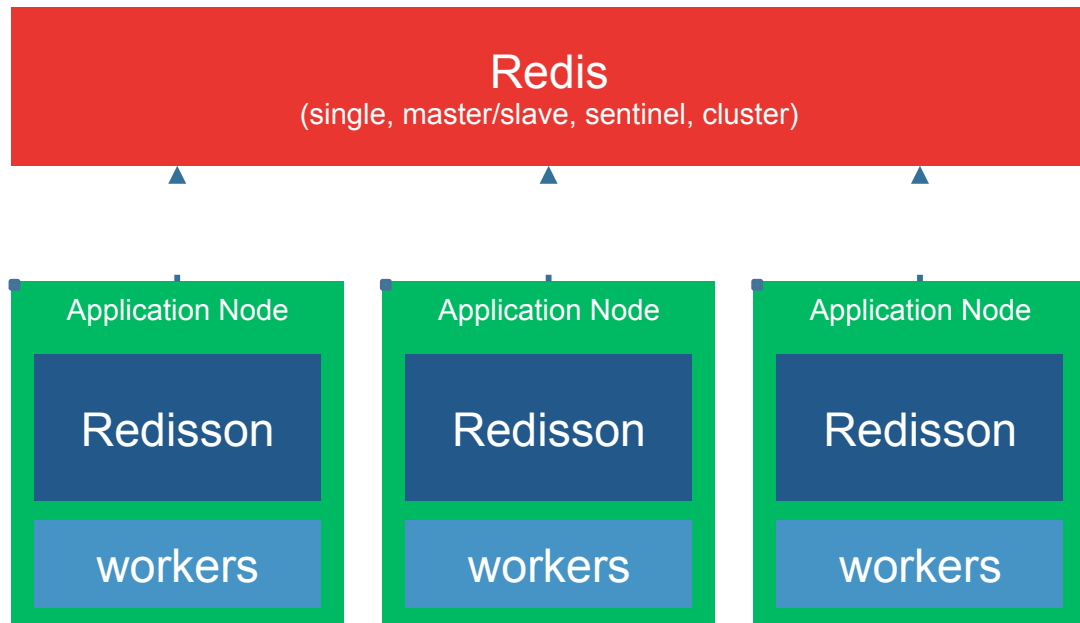 Redis
(single, master/slave, sentinel, cluster)
Application Node
Redisson
workers
Application Node
Redisson
workers
Application Node
Redisson
workers